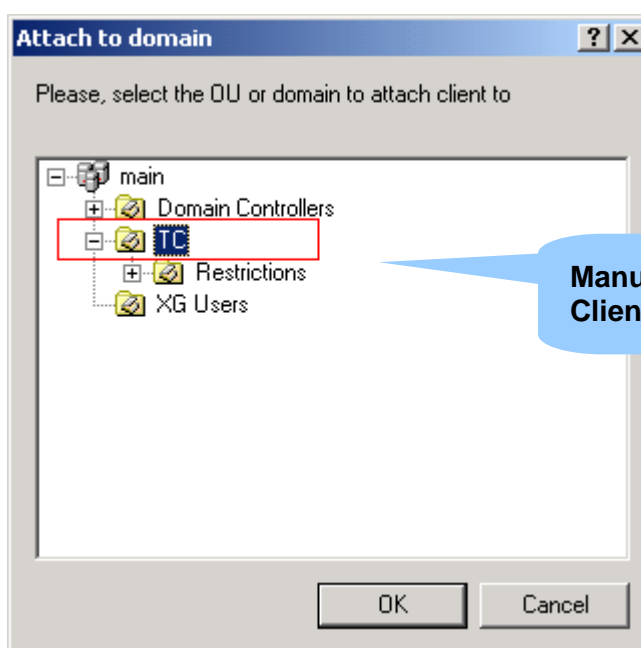 Attach to domain
Please, select the OU or domain to attach client to
main
Domain Controllers
TC
Restrictions
XG Users
OK
Cancel